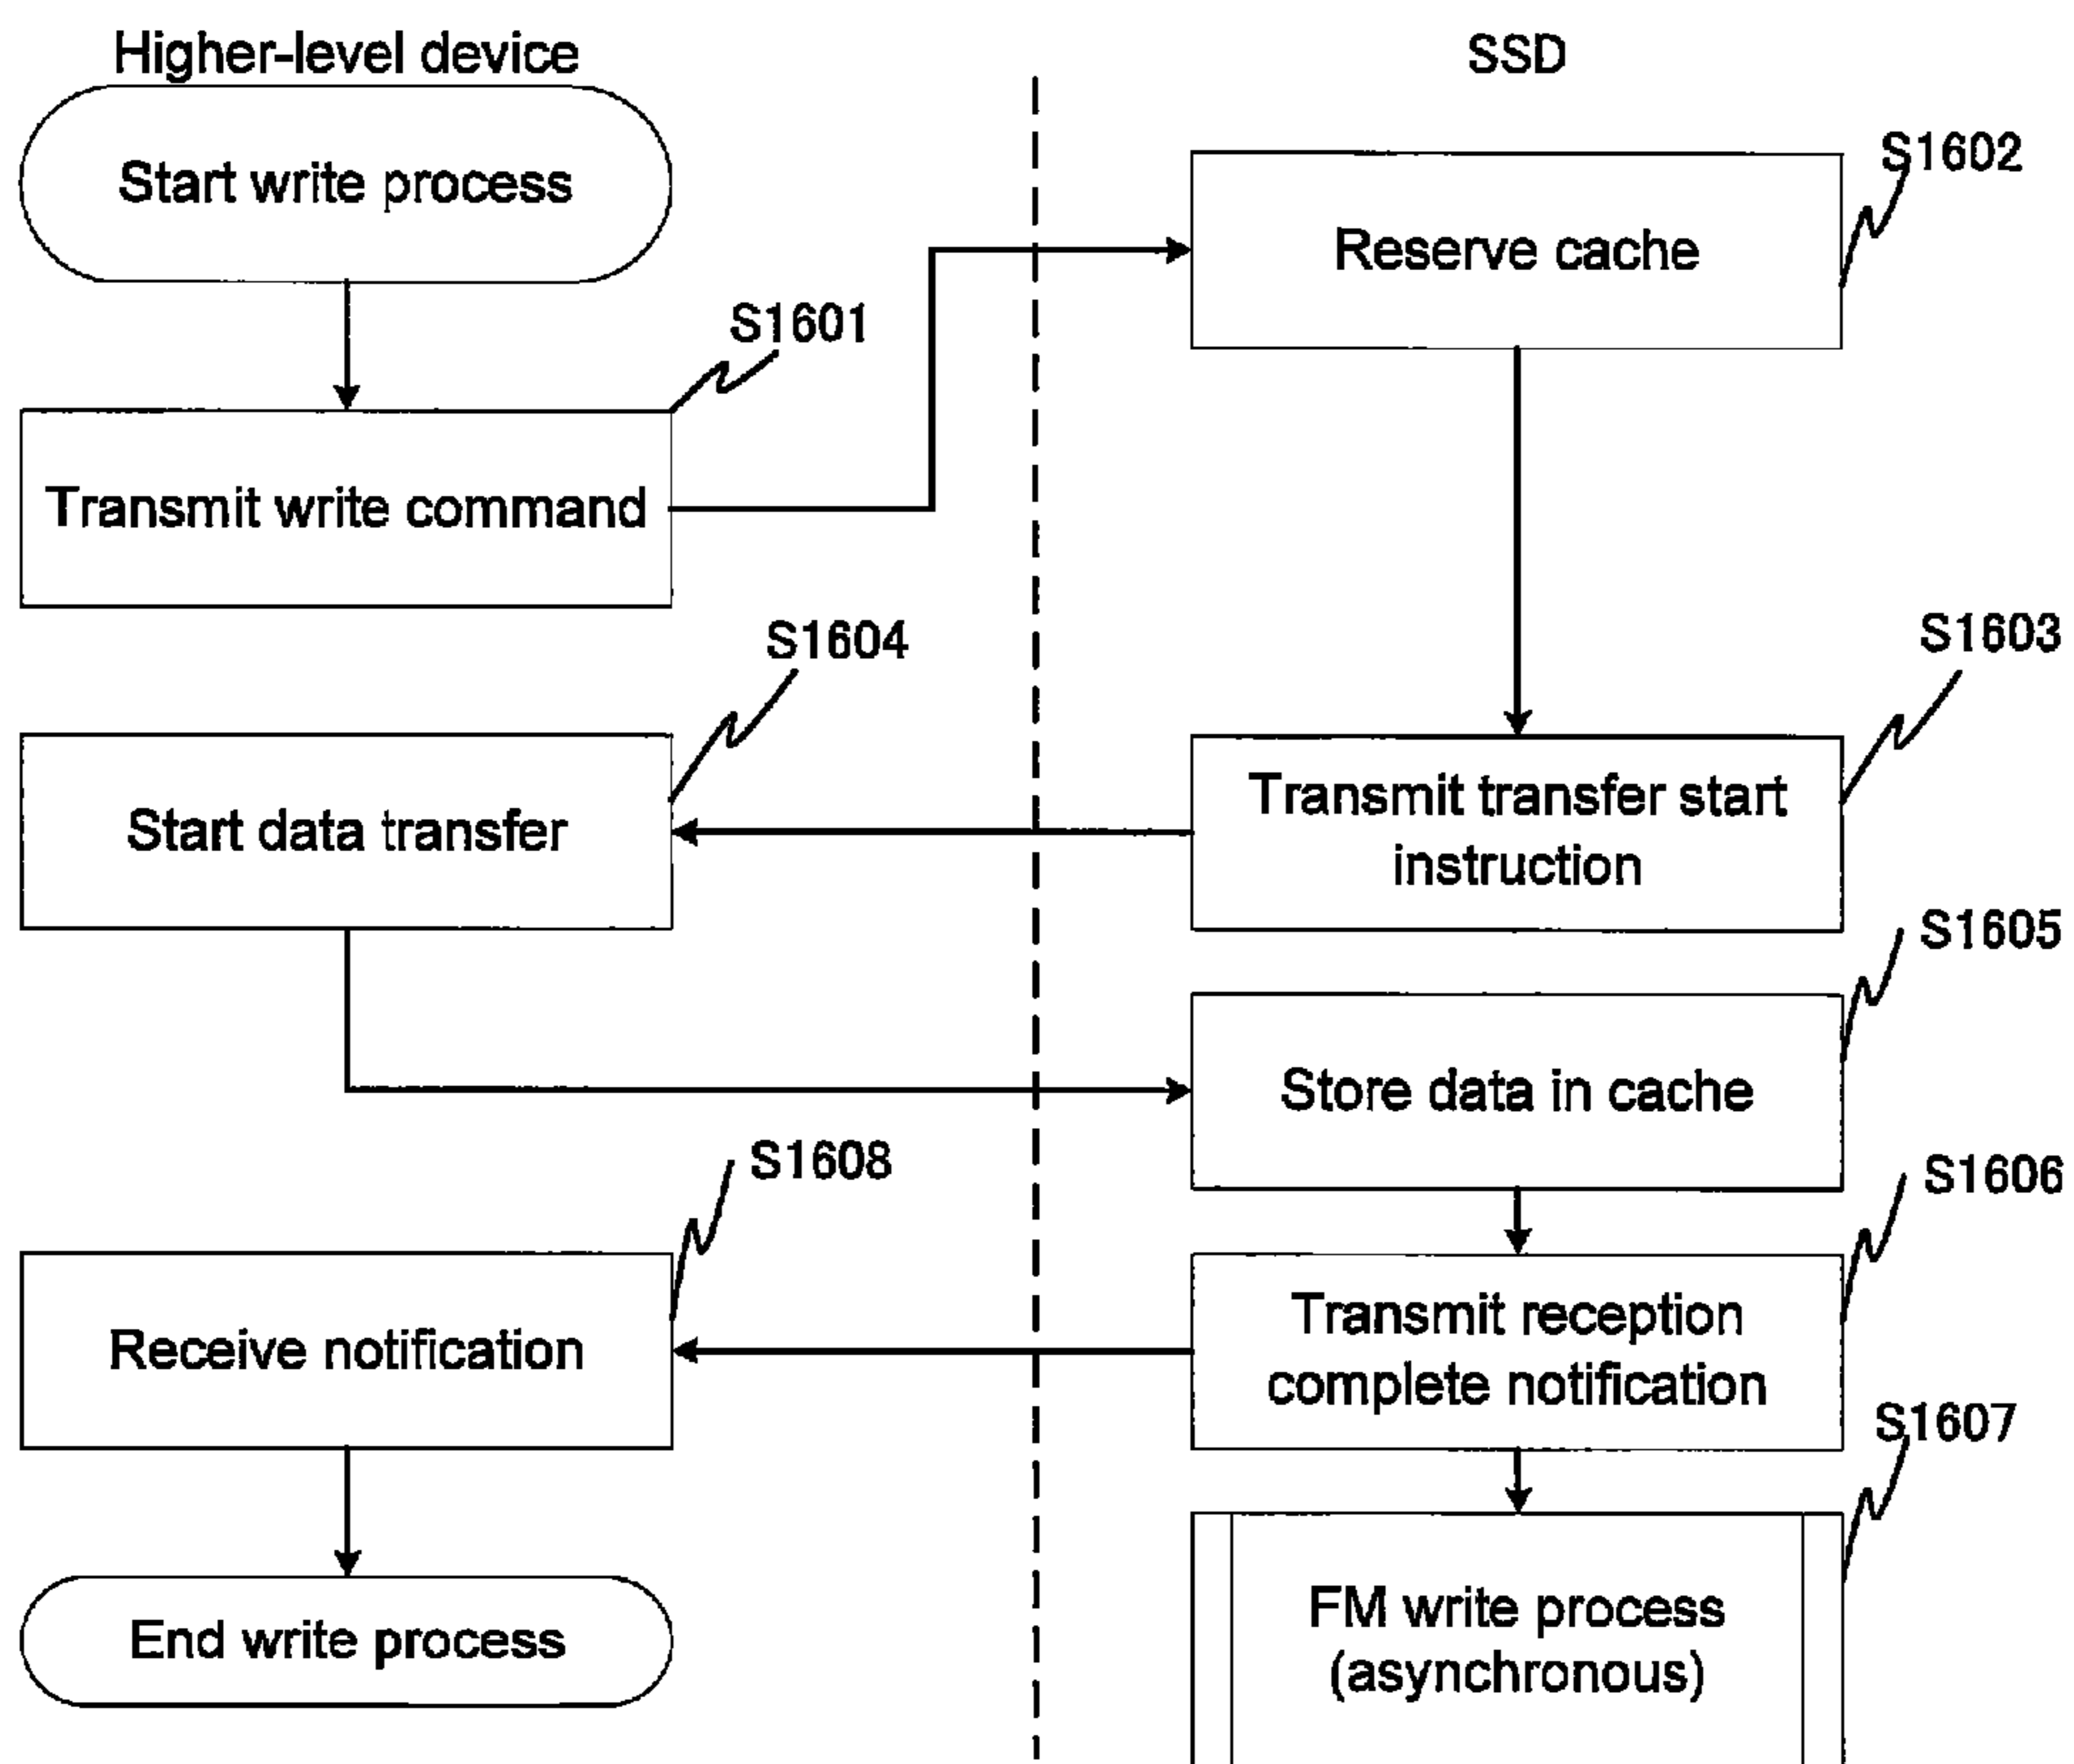 Higher-level device
SSD
Start write process
S1602
Reserve cache
S1601
Transmit write command
S1604
S1603
Start data transfer
Transmit transfer start
instruction
S1605
Store data in cache
S1608
S1606
Receive notification
Transmit reception
complete notification
S1607
End write process
FM write process
(asynchronous)